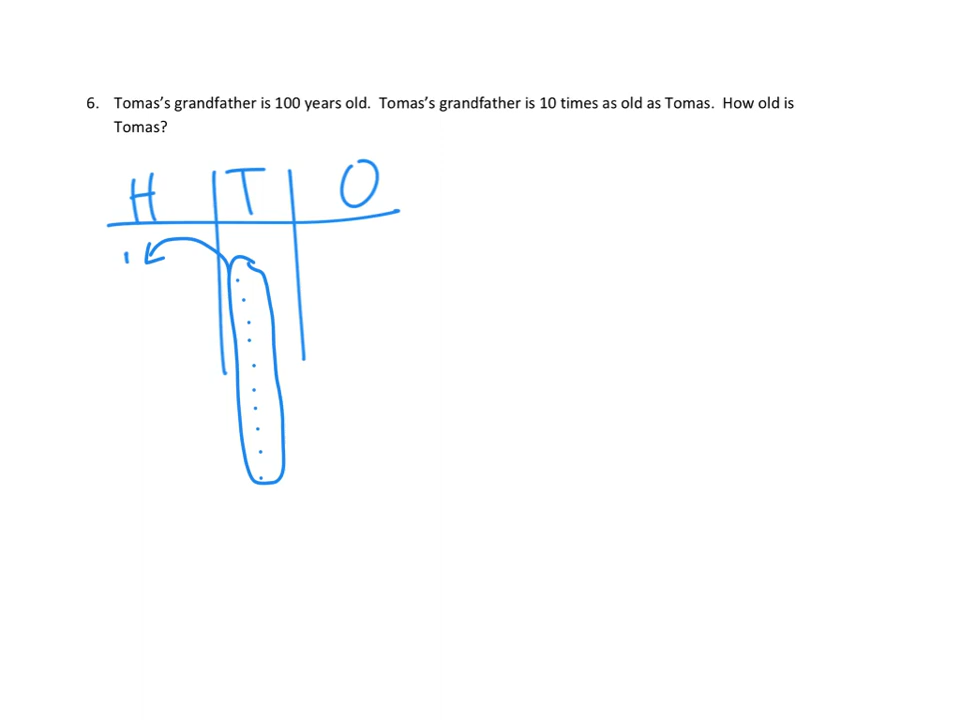 6. Tomas's grandfather is 100 years old. Tomas's grandfather is 10 times as old as Tomas. How old is
Tomas?
H T O
1